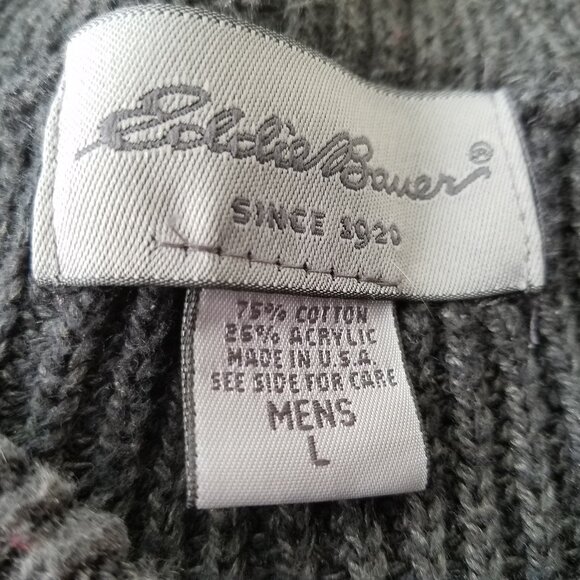 Eddie Bauer®
SINCE 1920
75% COTTON
25% ACRYLIC
MADE IN U.S.A.
SEE SIDE FOR CARE
MENS
L